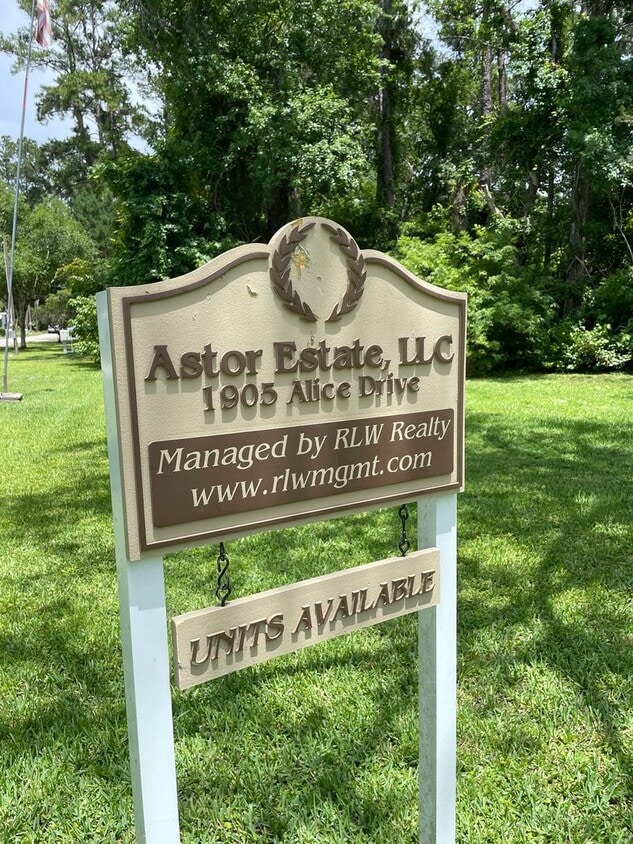 Astor Estate, LLC
1905 Alice Drive
Managed by RLW Realty
www.rlwmgmt.com
UNITS AVAILABLE